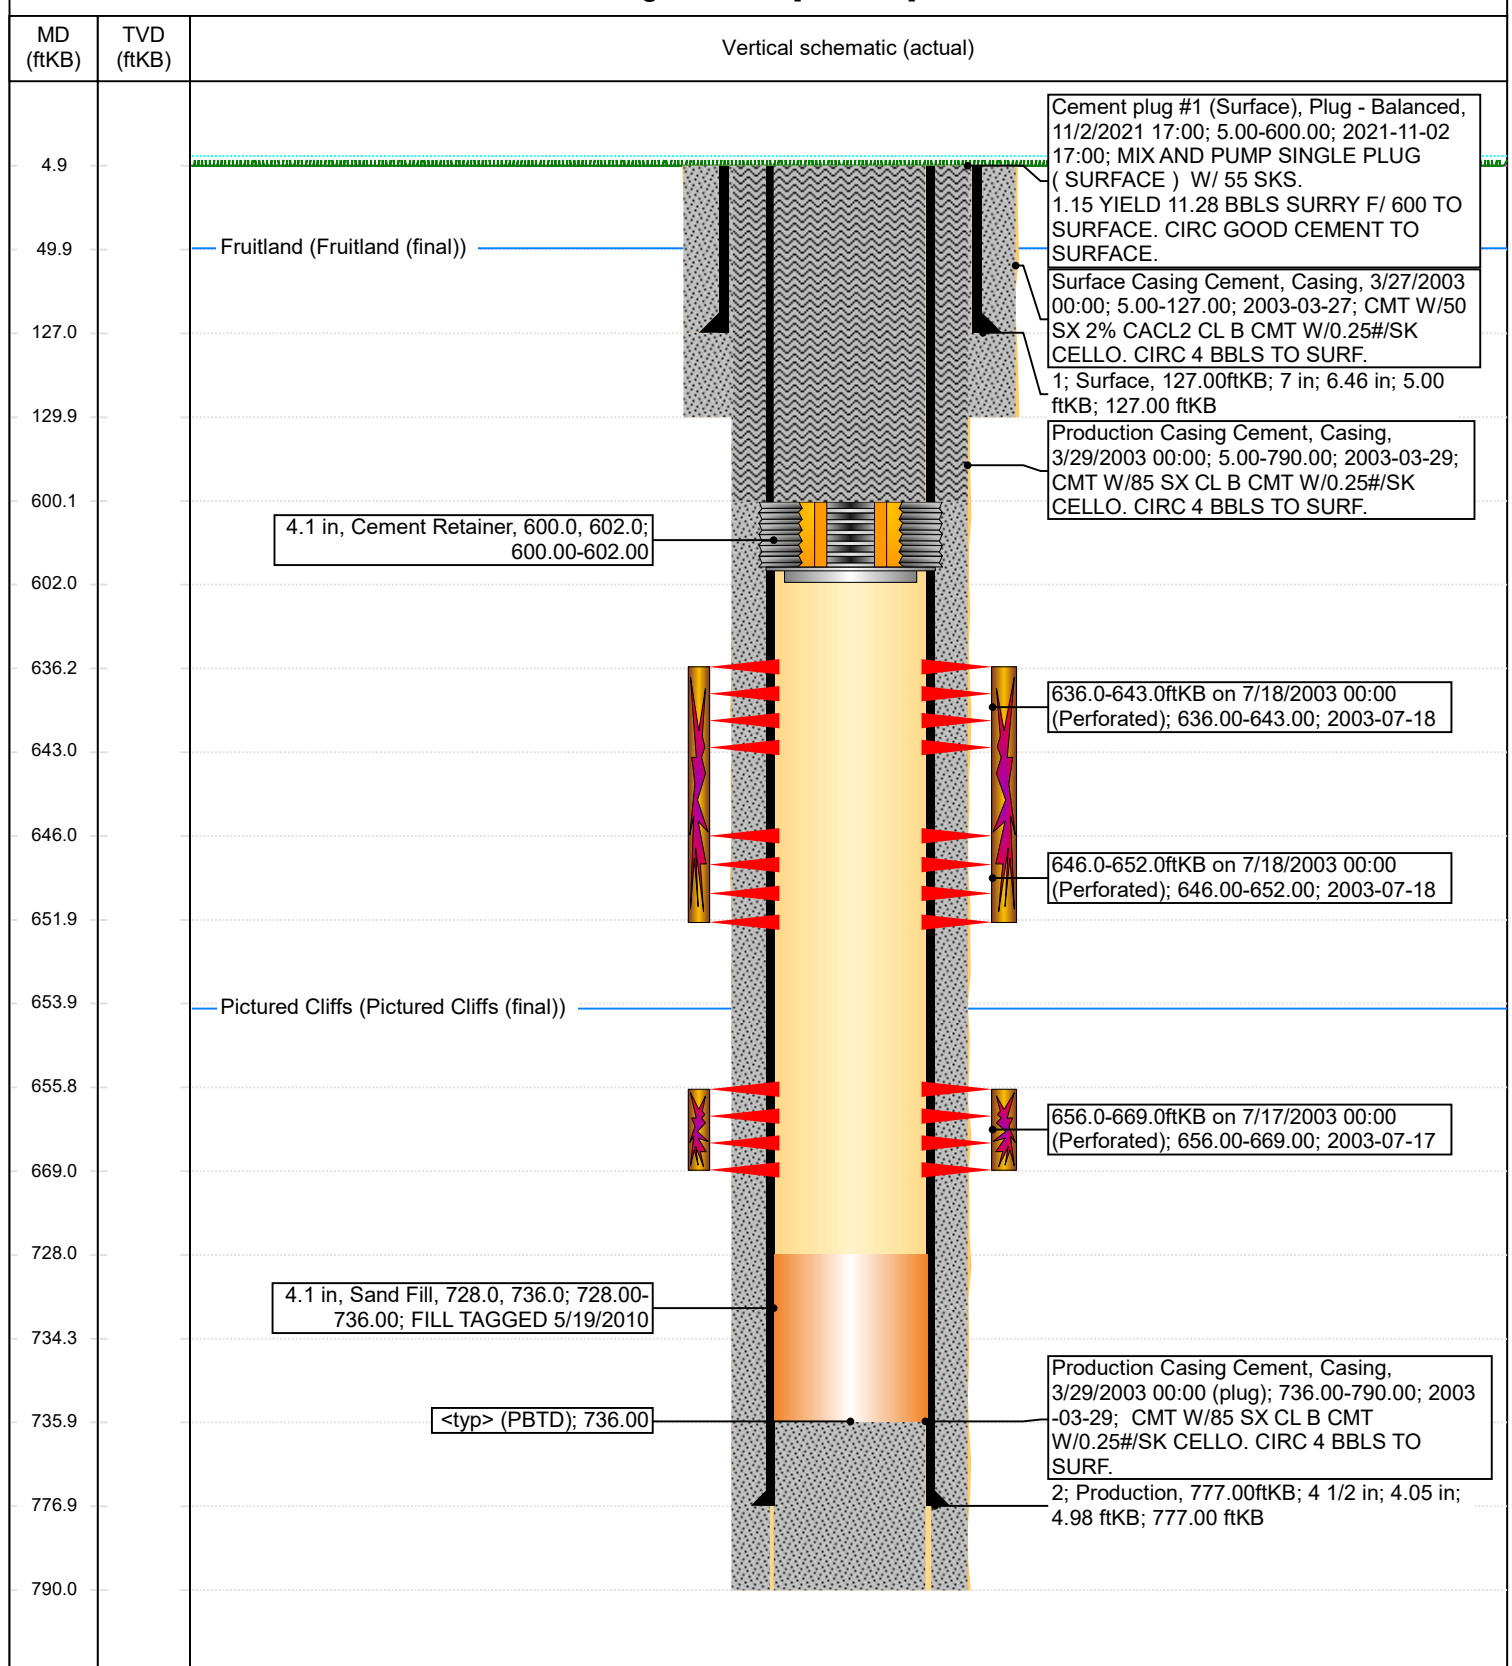 MD
(ftKB)
TVD
(ftKB)
Vertical schematic (actual)
4.9
49.9
127.0
129.9
600.1
602.0
636.2
643.0
646.0
651.9
653.9
655.8
669.0
728.0
734.3
735.9
776.9
790.0
Fruitland (Fruitland (final))
4.1 in, Cement Retainer, 600.0, 602.0;
600.00-602.00
Pictured Cliffs (Pictured Cliffs (final))
4.1 in, Sand Fill, 728.0, 736.0; 728.00-
736.00; FILL TAGGED 5/19/2010
<typ> (PBTD); 736.00
Cement plug #1 (Surface), Plug - Balanced,
11/2/2021 17:00; 5.00-600.00; 2021-11-02
17:00; MIX AND PUMP SINGLE PLUG
( SURFACE ) W/ 55 SKS.
1.15 YIELD 11.28 BBLS SURRY F/ 600 TO
SURFACE. CIRC GOOD CEMENT TO
SURFACE.
Surface Casing Cement, Casing, 3/27/2003
00:00; 5.00-127.00; 2003-03-27; CMT W/50
SX 2% CACL2 CL B CMT W/0.25#/SK
CELLO. CIRC 4 BBLS TO SURF.
1; Surface, 127.00ftKB; 7 in; 6.46 in; 5.00
ftKB; 127.00 ftKB
Production Casing Cement, Casing,
3/29/2003 00:00; 5.00-790.00; 2003-03-29;
CMT W/85 SX CL B CMT W/0.25#/SK
CELLO. CIRC 4 BBLS TO SURF.
636.0-643.0ftKB on 7/18/2003 00:00
(Perforated); 636.00-643.00; 2003-07-18
646.0-652.0ftKB on 7/18/2003 00:00
(Perforated); 646.00-652.00; 2003-07-18
656.0-669.0ftKB on 7/17/2003 00:00
(Perforated); 656.00-669.00; 2003-07-17
Production Casing Cement, Casing,
3/29/2003 00:00 (plug); 736.00-790.00; 2003
-03-29; CMT W/85 SX CL B CMT
W/0.25#/SK CELLO. CIRC 4 BBLS TO
SURF.
2; Production, 777.00ftKB; 4 1/2 in; 4.05 in;
4.98 ftKB; 777.00 ftKB